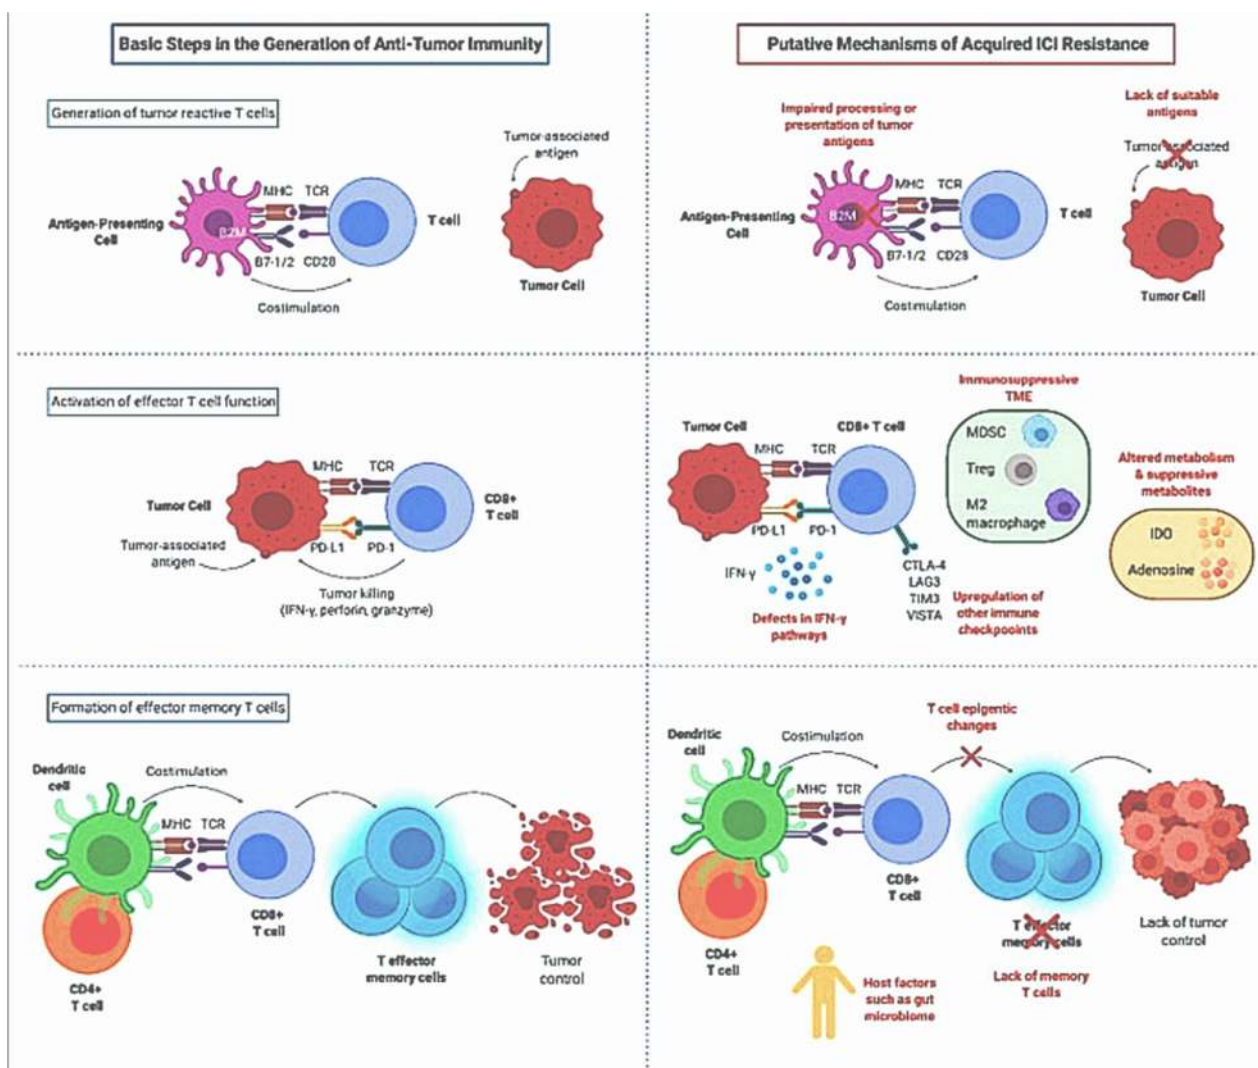 Basic Steps in the Generation of Anti-Tumor Immunity
Generation of tumor reactive T cells
Tumor-associated
antigen
MHC TCR
Antigen-Presenting
Cell
B2M
T cell
B7-1/2 CD28
Costimulation
Tumor Cell
Putative Mechanisms of Acquired ICI Resistance
Impaired processing or
presentation of tumor
antigens
Lack of suitable
antigens
Tumor-associated
antigen
MHC TCR
Antigen-Presenting
Cell
B2M
T cell
B7-1/2 CD28
Costimulation
Tumor Cell
Activation of effector T cell function
MHC TCR
Tumor Cell
CD8+
T cell
PD-L1 PD-1
Tumor-associated
antigen
Tumor killing
(IFN-γ, perforin, granzyme)
Immunosuppressive
TME
Tumor Cell
CD8+ T cell
MHC TCR
MDSC
Treg
M2
macrophage
Altered metabolism
& suppressive
metabolites
IDO
Adenosine
PD-L1 PD-1
IFN-γ
CTLA-4
LAG3
TIM3
VISTA
Defects in IFN-γ
pathways
Upregulation of
other immune
checkpoints
Formation of effector memory T cells
Dendritic
cell
Costimulation
MHC TCR
CD8+
T cell
CD4+
T cell
T effector
memory cells
Tumor
control
T cell epigentic
changes
Dendritic
cell
Costimulation
MHC TCR
CD8+
T cell
CD4+
T cell
T effector
memory cells
Lack of memory
T cells
Lack of tumor
control
Host factors
such as gut
microbiome